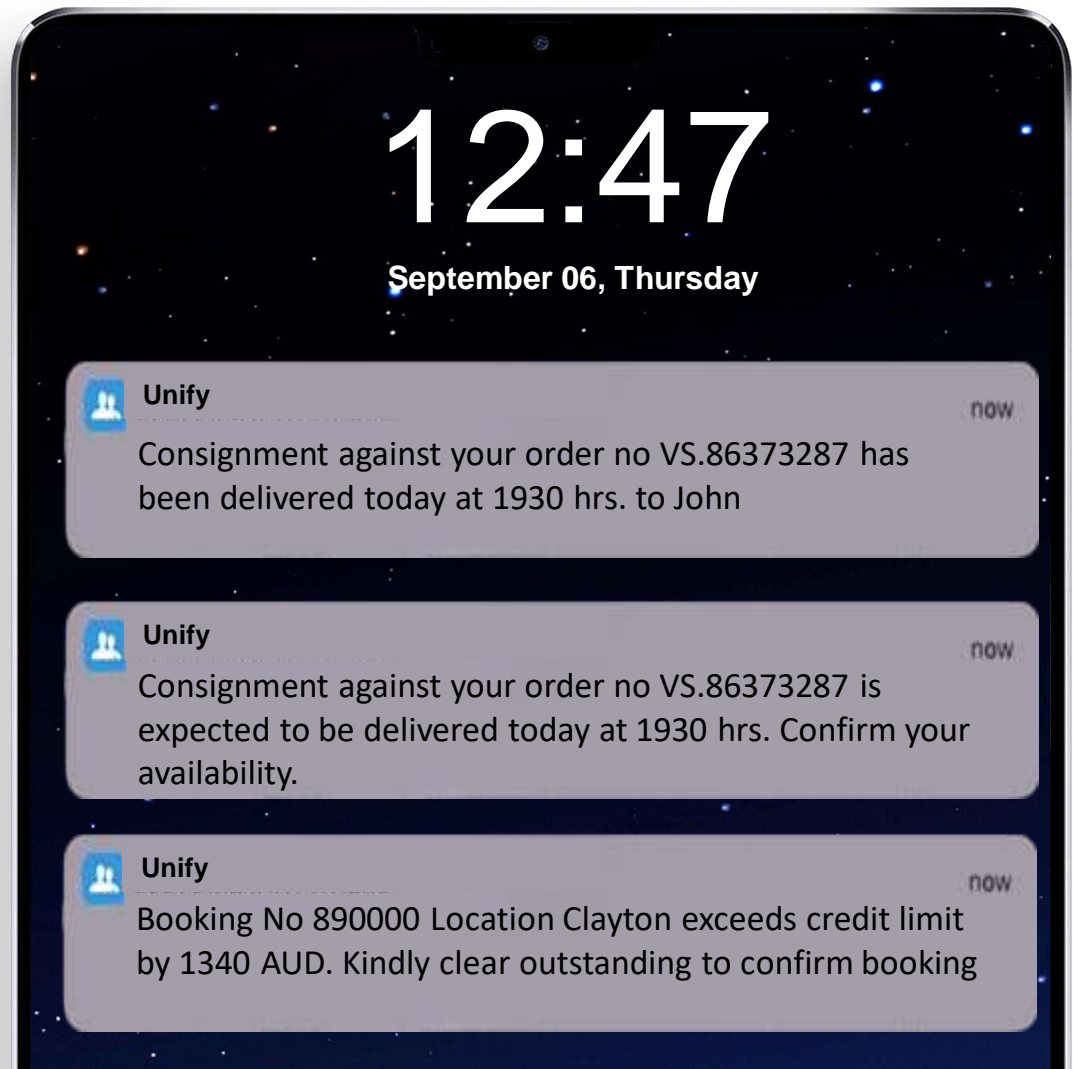 12:47
September 06, Thursday
Unify
now
Consignment against your order no VS.86373287 has
been delivered today at 1930 hrs. to John
Unify
now
Consignment against your order no VS.86373287 is
expected to be delivered today at 1930 hrs. Confirm your
availability.
Unify
now
Booking No 890000 Location Clayton exceeds credit limit
by 1340 AUD. Kindly clear outstanding to confirm booking